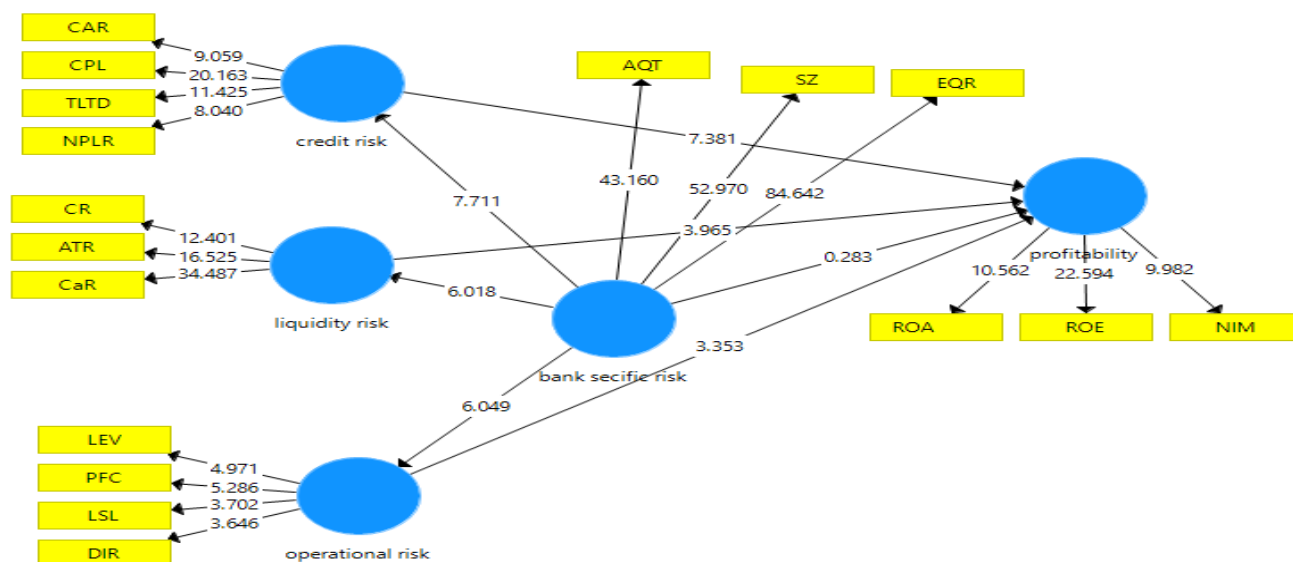 CAR
9.059
CPL
20.163
TLTD
11.425
NPLR
8.040
credit risk
AQT
SZ
EQR
7.381
43.160
52.970
84.642
7.711
CR
12.401
ATR
16.525
CaR
34.487
liquidity risk
3.965
6.018
0.283
profitability
10.562
22.594
9.982
ROA
ROE
NIM
bank secific risk
3.353
6.049
LEV
4.971
PFC
5.286
LSL
3.702
DIR
3.646
operational risk